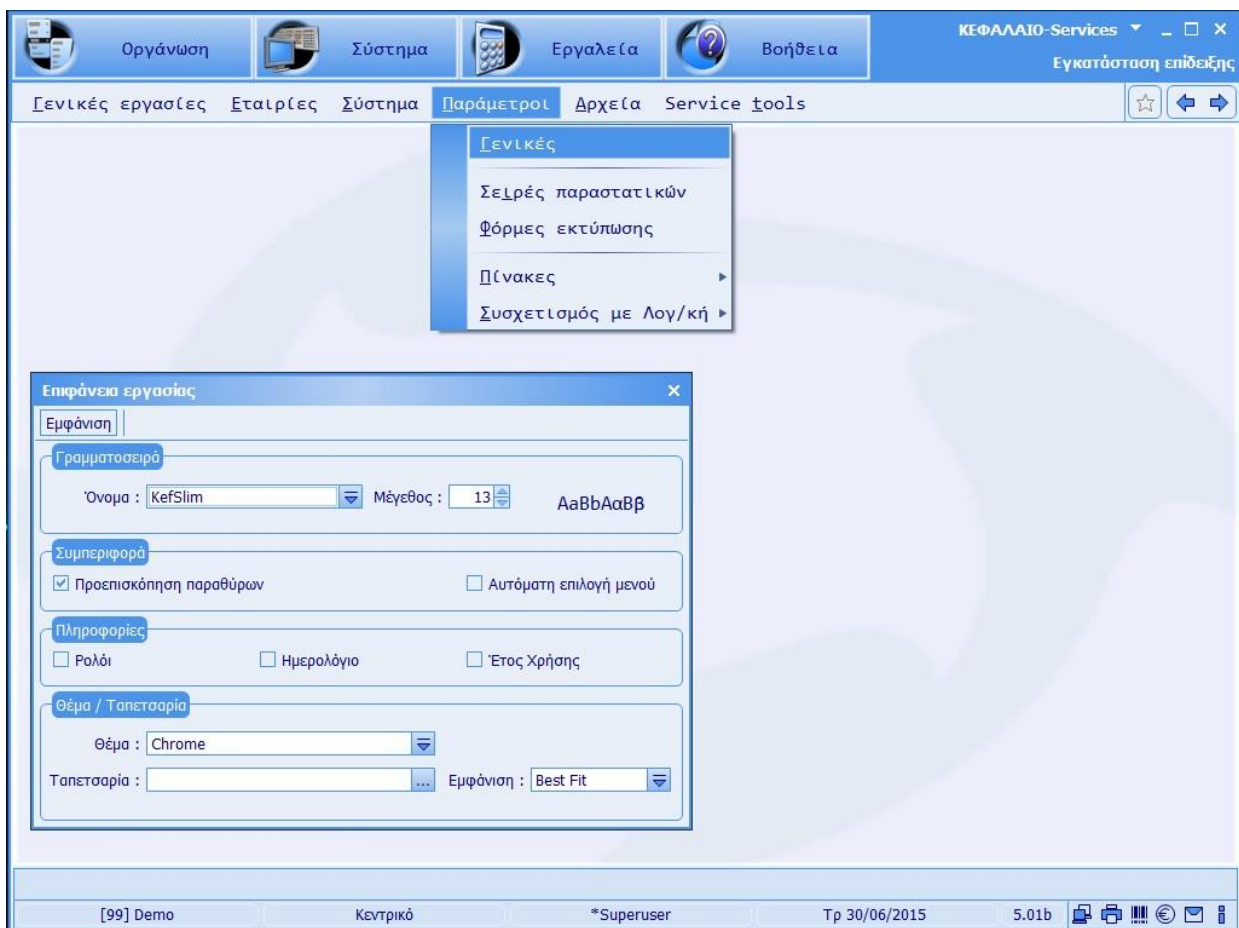 Οργάνωση Σύστημα Εργαλεία Βοήθεια ΚΕΦΑΛΑΙΟ-Services
Εγκατάσταση επίδειξης
Γενικές εργασίες Εταιρίες Σύστημα Παράμετροι Αρχεία Service tools
Γενικές
Σειρές παραστατικών
Φόρμες εκτύπωσης
Πίνακες
Συσχετισμός με Λογ/κή
Επιφάνεια εργασίας
Εμφάνιση
Γραμματοσειρά
Όνομα : KefSlim Μέγεθος : 13 AaBbΑαΒβ
Συμπεριφορά
Προεπισκόπηση παραθύρων Αυτόματη επιλογή μενού
Πληροφορίες
Ρολόι Ημερολόγιο Έτος Χρήσης
Θέμα / Ταπετσαρία
Θέμα : Chrome
Ταπετσαρία : ... Εμφάνιση : Best Fit
[99] Demo Κεντρικό *Superuser Τρ 30/06/2015 5.01b